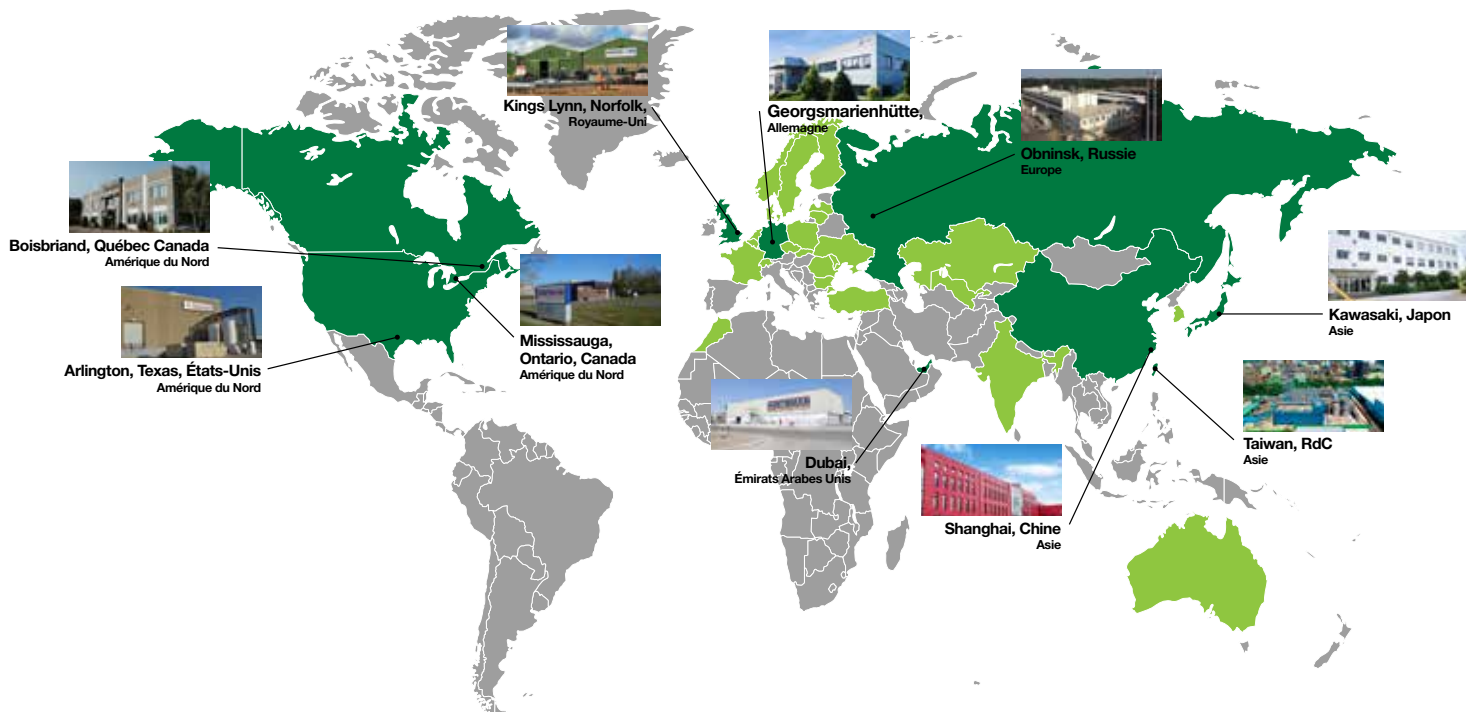 Kings Lynn, Norfolk,
Royaume-Uni
Georgsmarienhütte,
Allemagne
Obninsk, Russie
Europe
Boisbriand, Québec Canada
Amérique du Nord
Arlington, Texas, États-Unis
Amérique du Nord
Mississauga,
Ontario, Canada
Amérique du Nord
Kawasaki, Japon
Asie
Taiwan, RdC
Asie
Dubai,
Émirats Arabes Unis
Shanghai, Chine
Asie